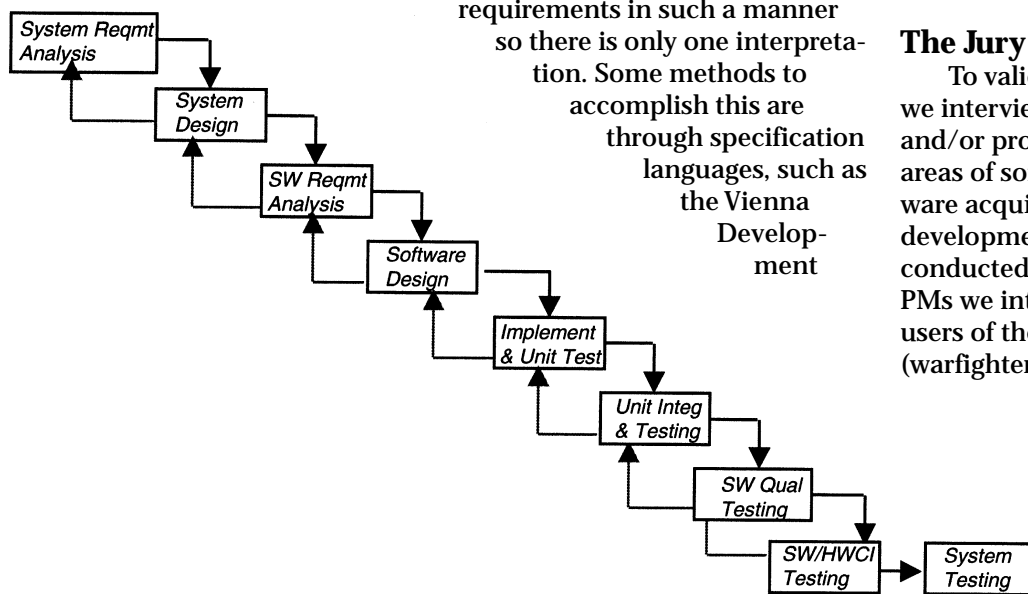 requirements in such a manner
so there is only one interpreta-
tion. Some methods to
accomplish this are
through specification
languages, such as
the Vienna
Develop-
ment
The Jury
To valid
we intervie
and/or pro
areas of so
ware acqui
developme
conducted
PMs we int
users of the
(warfighter
System Reqmt
Analysis
System
Design
SW Reqmt
Analysis
Software
Design
Implement
& Unit Test
Unit Integ
& Testing
SW Qual
Testing
SW/HWCI
Testing
System
Testing